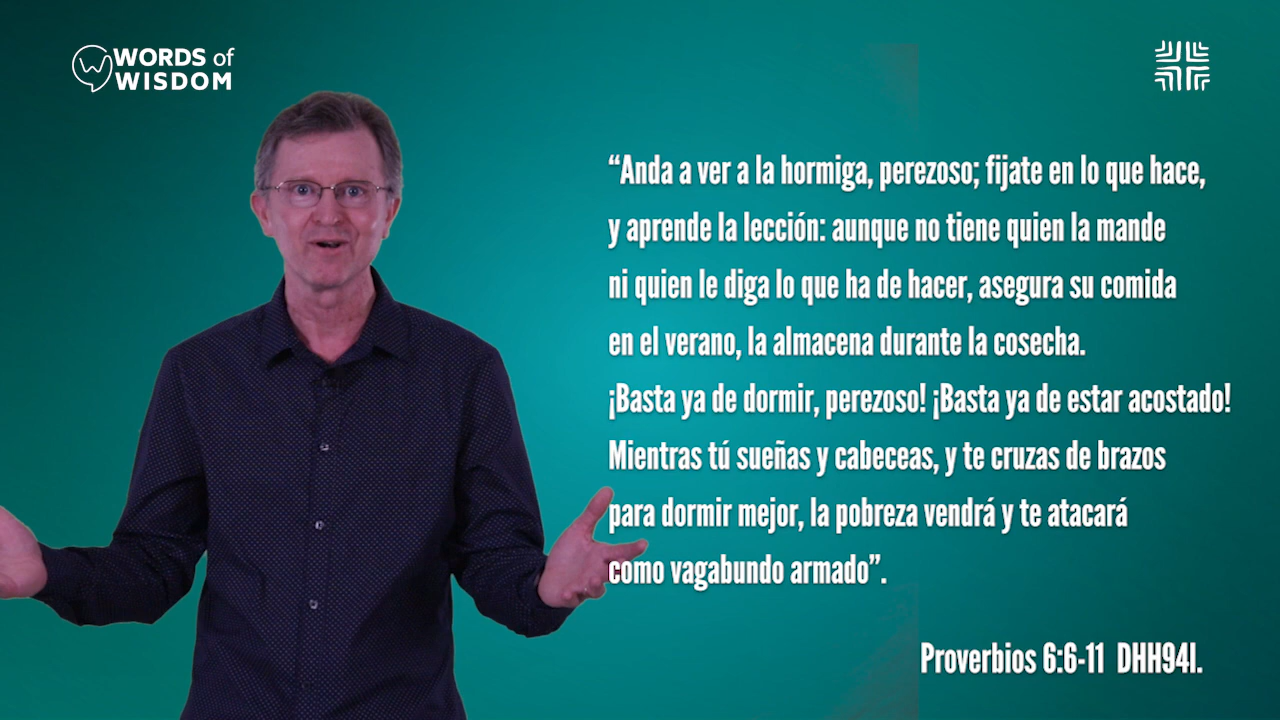 WORDS of
WISDOM
“Anda a ver a la hormiga, perezoso; fijate en lo que hace,
y aprende la lección: aunque no tiene quien la mande
ni quien le diga lo que ha de hacer, asegura su comida
en el verano, la almacena durante la cosecha.
¡Basta ya de dormir, perezoso! ¡Basta ya de estar acostado!
Mientras tú sueñas y cabeceas, y te cruzas de brazos
para dormir mejor, la pobreza vendrá y te atacará
como vagabundo armado”.
Proverbios 6:6-11 DHH94I.